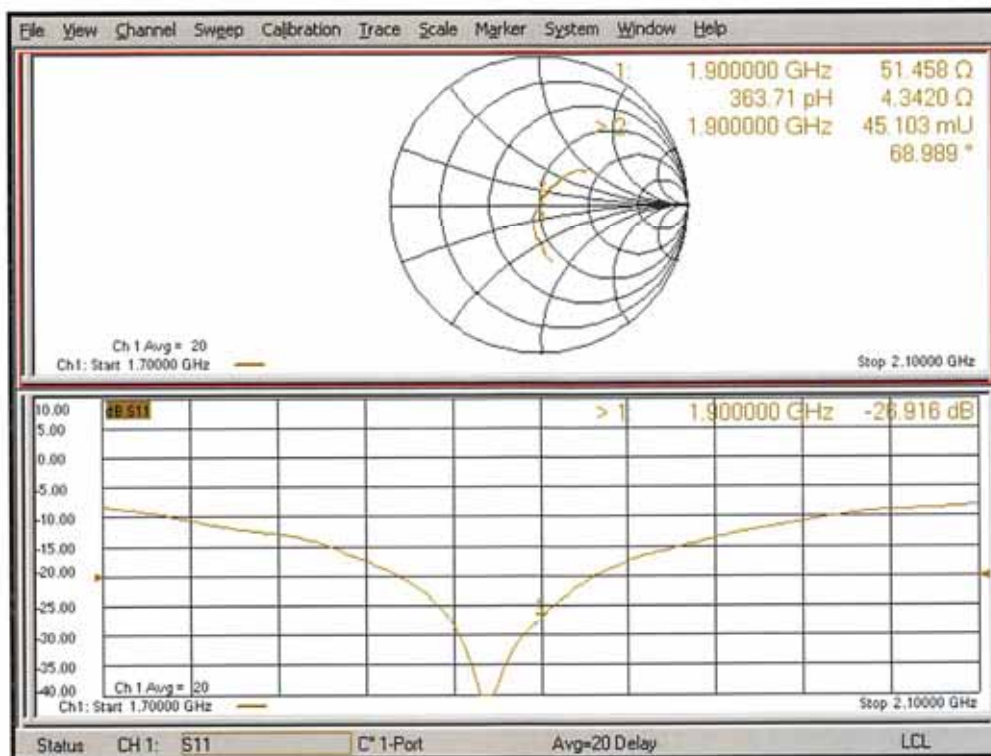 File View Channel Sweep Calibration Trace Scale Marker System Window Help
1: 1.900000 GHz 51.458 Ω
363.71 pH 4.3420 Ω
> 2: 1.900000 GHz 45.103 mU
68.989 °
Ch 1 Avg = 20
Ch1: Start 1.70000 GHz Stop 2.10000 GHz
10.00 dB S11 > 1: 1.900000 GHz -26.916 dB
5.00
0.00
-5.00
-10.00
-15.00
-20.00
-25.00
-30.00
-35.00
-40.00 Ch 1 Avg = 20
Ch1: Start 1.70000 GHz Stop 2.10000 GHz
Status CH 1: S11 C* 1-Port Avg=20 Delay LCL